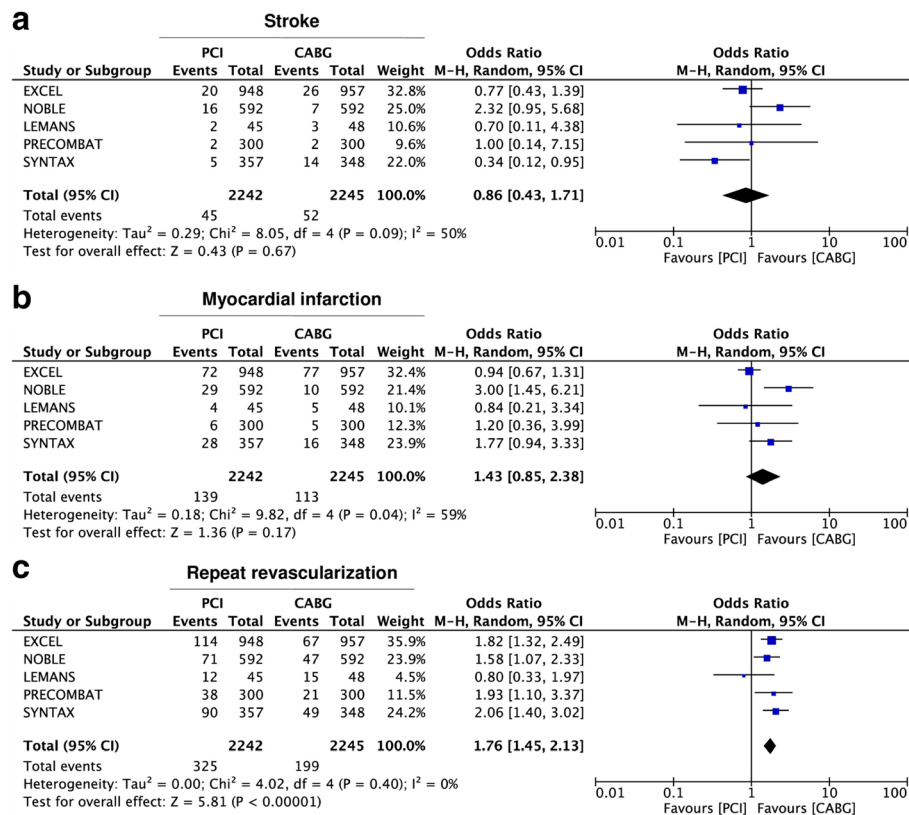 a
Stroke
PCI CABG Odds Ratio Odds Ratio
Study or Subgroup Events Total Events Total Weight M-H, Random, 95% CI M-H, Random, 95% CI
EXCEL 20 948 26 957 32.8% 0.77 [0.43, 1.39]
NOBLE 16 592 7 592 25.0% 2.32 [0.95, 5.68]
LEMANS 2 45 3 48 10.6% 0.70 [0.11, 4.38]
PRECOMBAT 2 300 2 300 9.6% 1.00 [0.14, 7.15]
SYNTAX 5 357 14 348 22.0% 0.34 [0.12, 0.95]
Total (95% CI) 2242 2245 100.0% 0.86 [0.43, 1.71]
Total events 45 52
Heterogeneity: Tau² = 0.29; Chi² = 8.05, df = 4 (P = 0.09); I² = 50%
Test for overall effect: Z = 0.43 (P = 0.67)
0.01 0.1 1 10 100
Favours [PCI] Favours [CABG]
b
Myocardial infarction
PCI CABG Odds Ratio Odds Ratio
Study or Subgroup Events Total Events Total Weight M-H, Random, 95% CI M-H, Random, 95% CI
EXCEL 72 948 77 957 32.4% 0.94 [0.67, 1.31]
NOBLE 29 592 10 592 21.4% 3.00 [1.45, 6.21]
LEMANS 4 45 5 48 10.1% 0.84 [0.21, 3.34]
PRECOMBAT 6 300 5 300 12.3% 1.20 [0.36, 3.99]
SYNTAX 28 357 16 348 23.9% 1.77 [0.94, 3.33]
Total (95% CI) 2242 2245 100.0% 1.43 [0.85, 2.38]
Total events 139 113
Heterogeneity: Tau² = 0.18; Chi² = 9.82, df = 4 (P = 0.04); I² = 59%
Test for overall effect: Z = 1.36 (P = 0.17)
0.01 0.1 1 10 100
Favours [PCI] Favours [CABG]
c
Repeat revascularization
PCI CABG Odds Ratio Odds Ratio
Study or Subgroup Events Total Events Total Weight M-H, Random, 95% CI M-H, Random, 95% CI
EXCEL 114 948 67 957 35.9% 1.82 [1.32, 2.49]
NOBLE 71 592 47 592 23.9% 1.58 [1.07, 2.33]
LEMANS 12 45 15 48 4.5% 0.80 [0.33, 1.97]
PRECOMBAT 38 300 21 300 11.5% 1.93 [1.10, 3.37]
SYNTAX 90 357 49 348 24.2% 2.06 [1.40, 3.02]
Total (95% CI) 2242 2245 100.0% 1.76 [1.45, 2.13]
Total events 325 199
Heterogeneity: Tau² = 0.00; Chi² = 4.02, df = 4 (P = 0.40); I² = 0%
Test for overall effect: Z = 5.81 (P < 0.00001)
0.01 0.1 1 10 100
Favours [PCI] Favours [CABG]